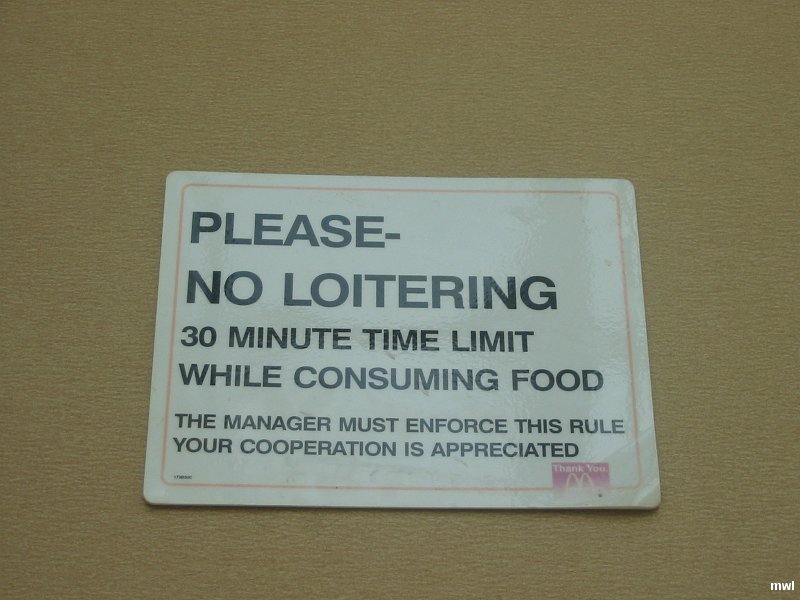 PLEASE-
NO LOITERING
30 MINUTE TIME LIMIT
WHILE CONSUMING FOOD
THE MANAGER MUST ENFORCE THIS RULE
YOUR COOPERATION IS APPRECIATED
Thank You.
mwl